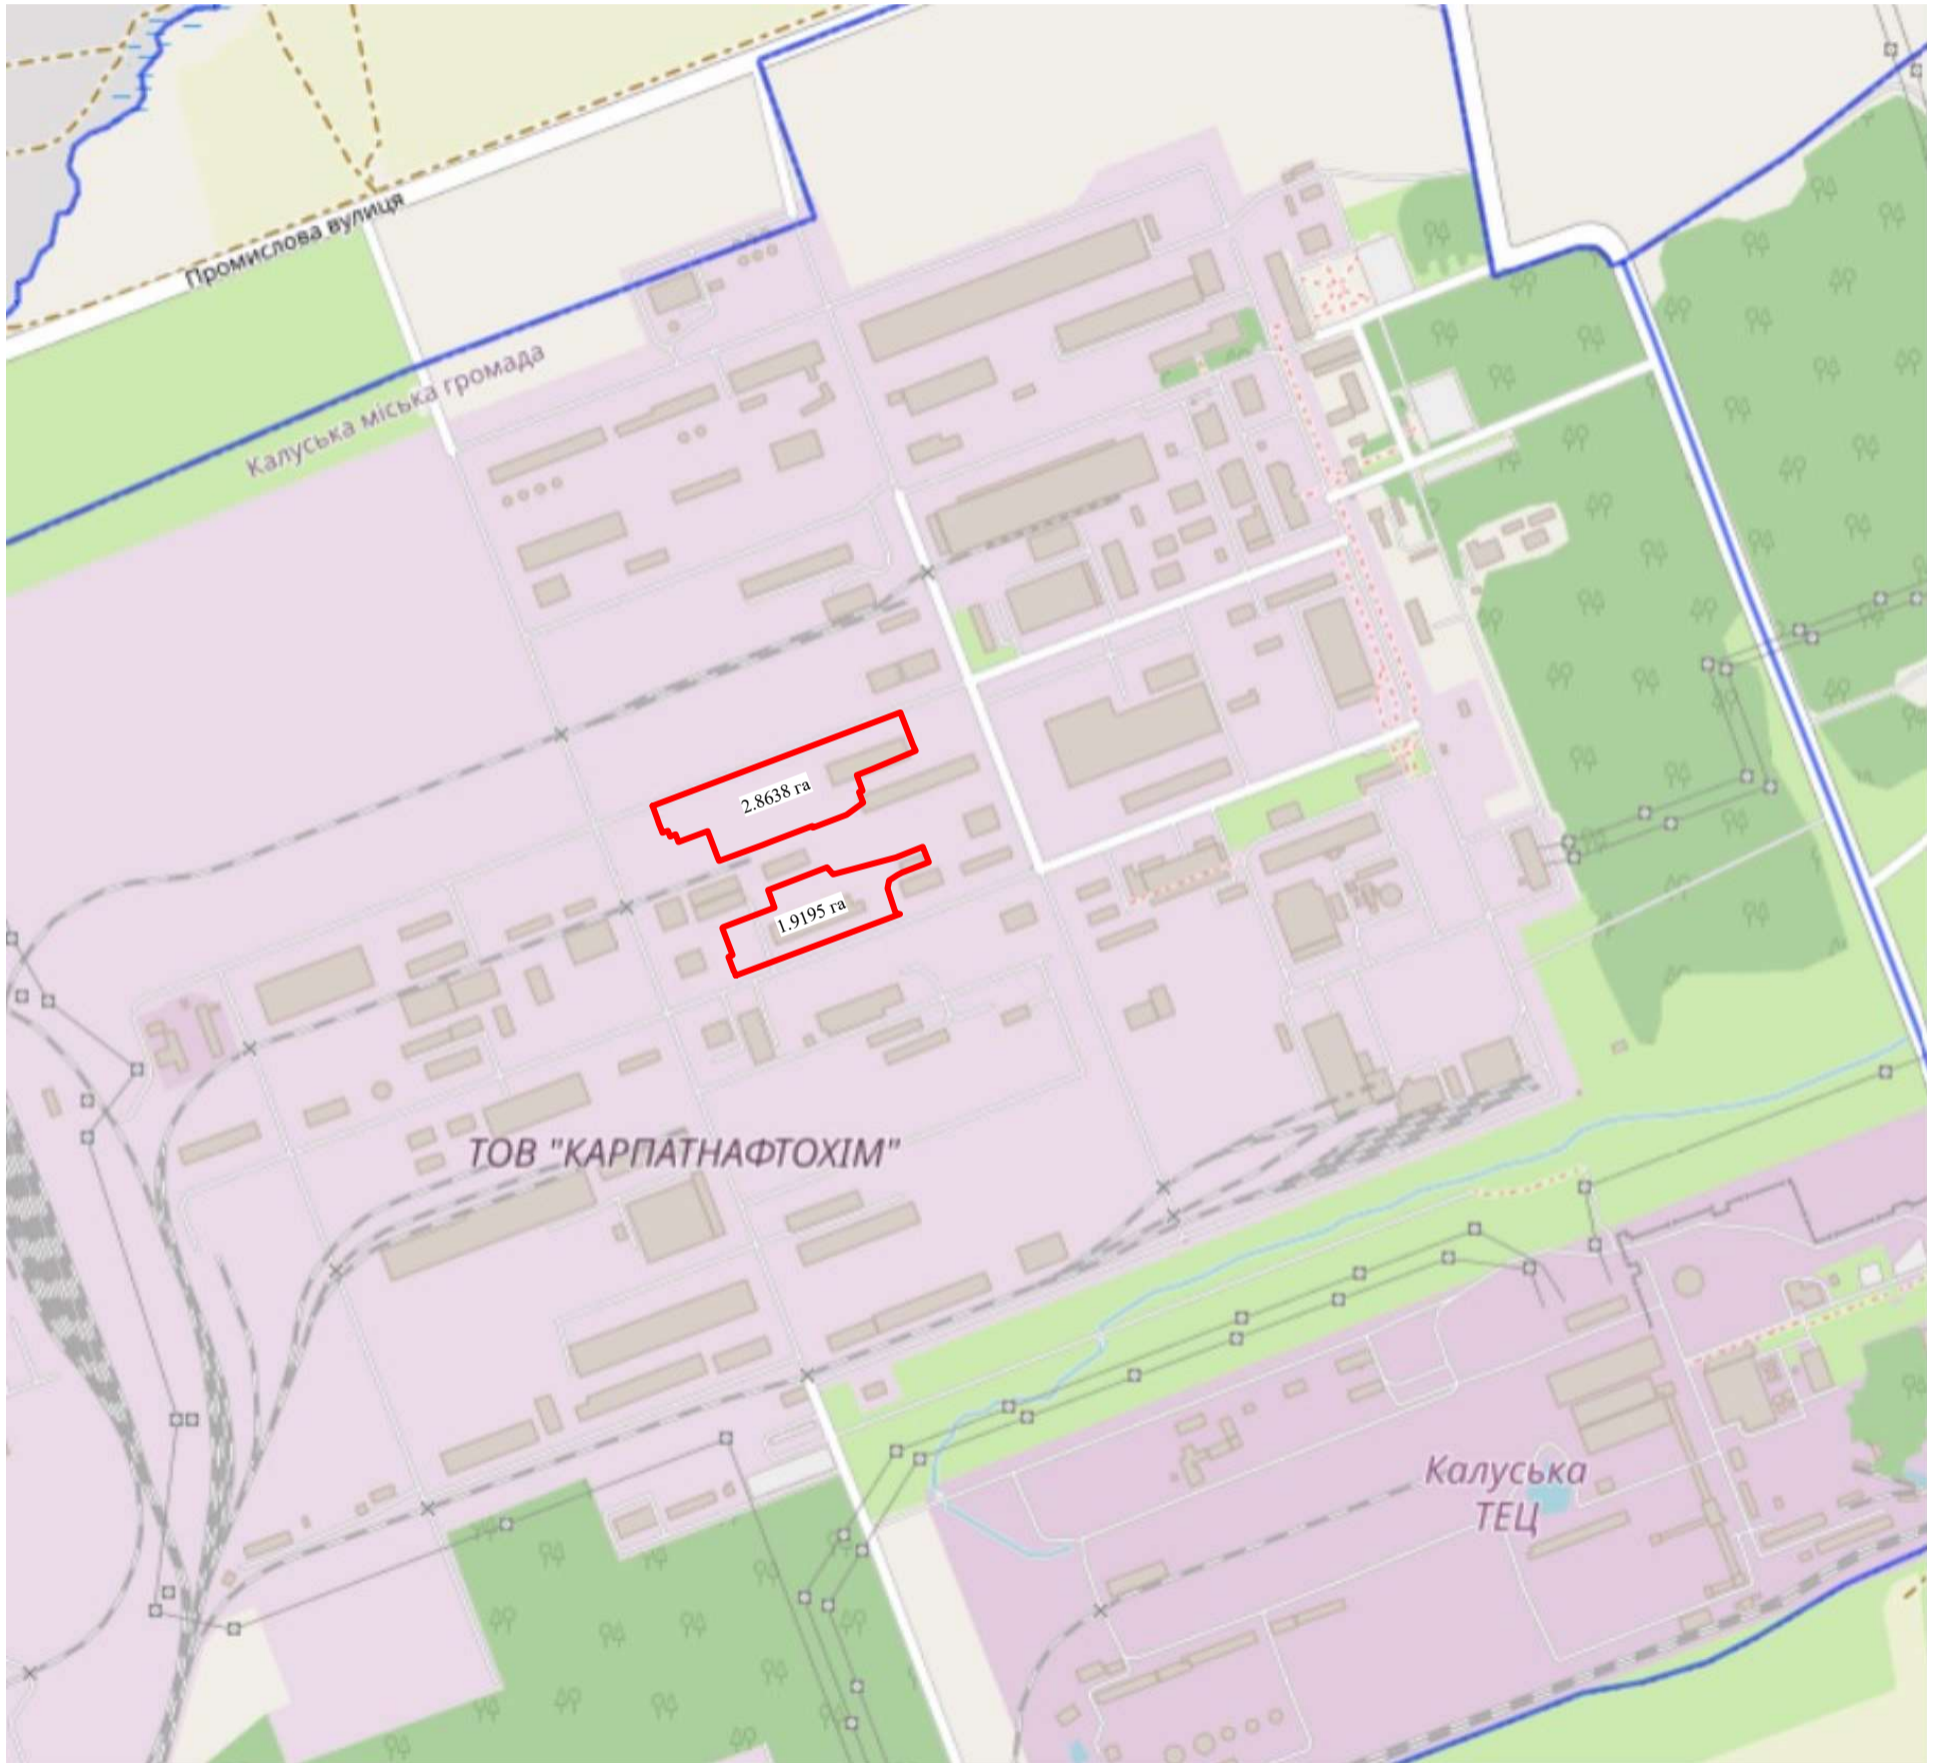 Промислова вулиця
Калуська міська громада
2.8638 га
1.9195 га
ТОВ "КАРПАТНАФТОХІМ"
Калуська
ТЕЦ